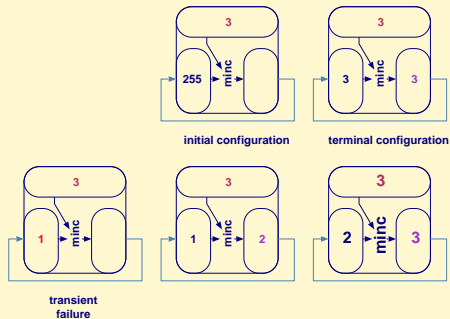 3
255 minc
initial configuration
3
3 minc 3
terminal configuration
3
1 minc
transient
failure
3
1 minc 2
3
2 minc 3